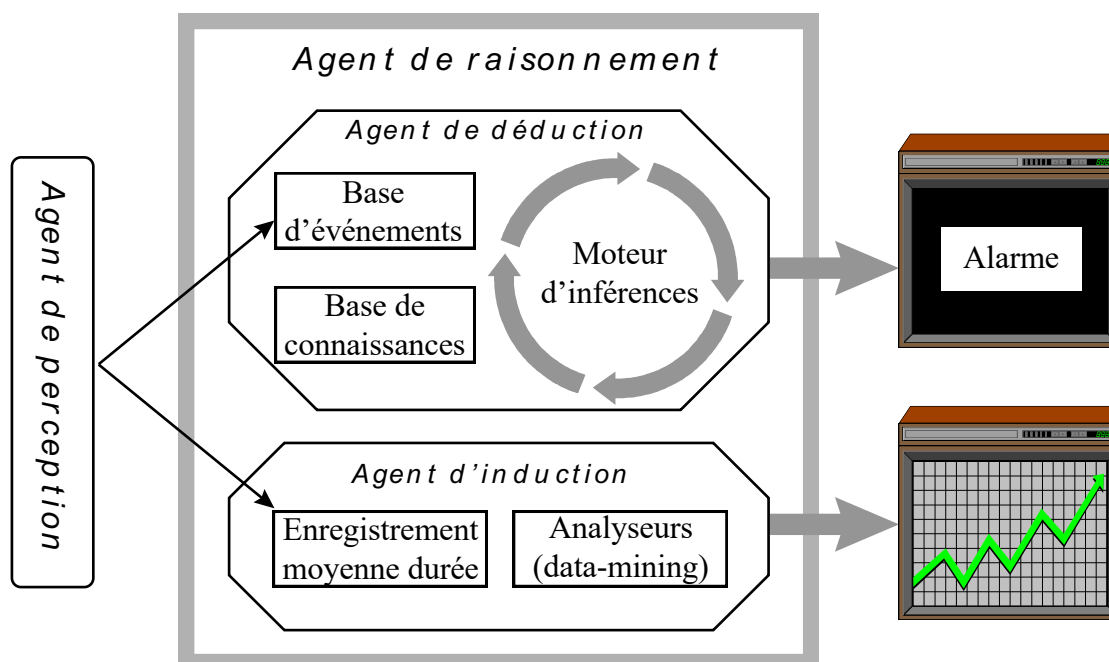 Agent de raisonnement
Agent de déduction
Agent de perception
Base
d’événements
Base de
connaissances
Moteur
d’inférences
Alarme
Agent d’induction
Enregistrement
moyenne durée
Analyseurs
(data-mining)